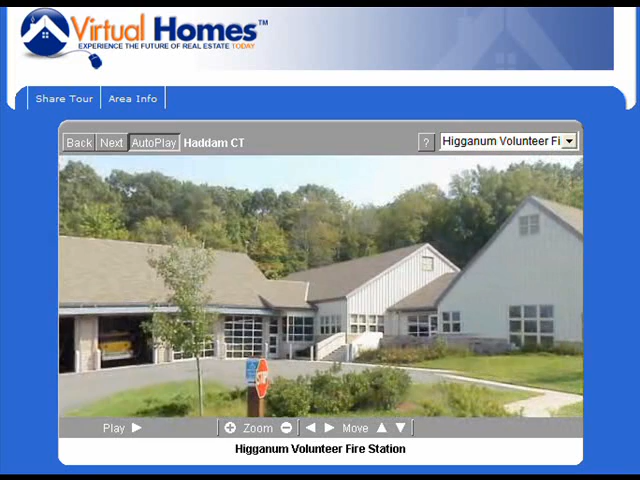 Virtual Homes™
EXPERIENCE THE FUTURE OF REAL ESTATE TODAY
Share Tour
Area Info
Back Next AutoPlay Haddam CT ? Higganum Volunteer Fi
STOP
Play Zoom Move
Higganum Volunteer Fire Station